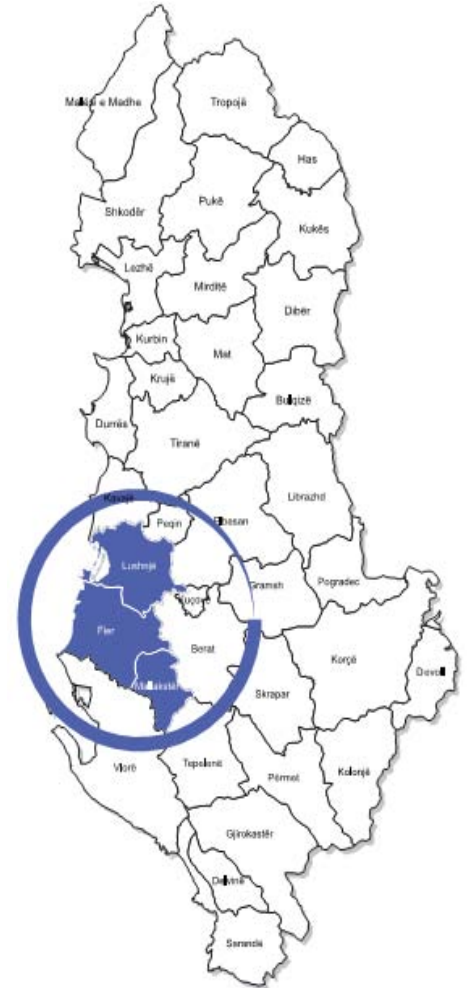 Malësi e Madhe
Tropojë
Has
Shkodër
Pukë
Kukës
Lezhë
Mirditë
Dibër
Kurbin
Mat
Krujë
Bulqizë
Durrës
Tiranë
Librazhd
Kavajë
Peqin
Elbasan
Lushnjë
Gramsh
Pogradec
Kuçovë
Fier
Berat
Korçë
Devoll
Mallakstër
Skrapar
Vlorë
Tepelenë
Përmet
Kolonjë
Gjirokastër
Delvinë
Sarandë